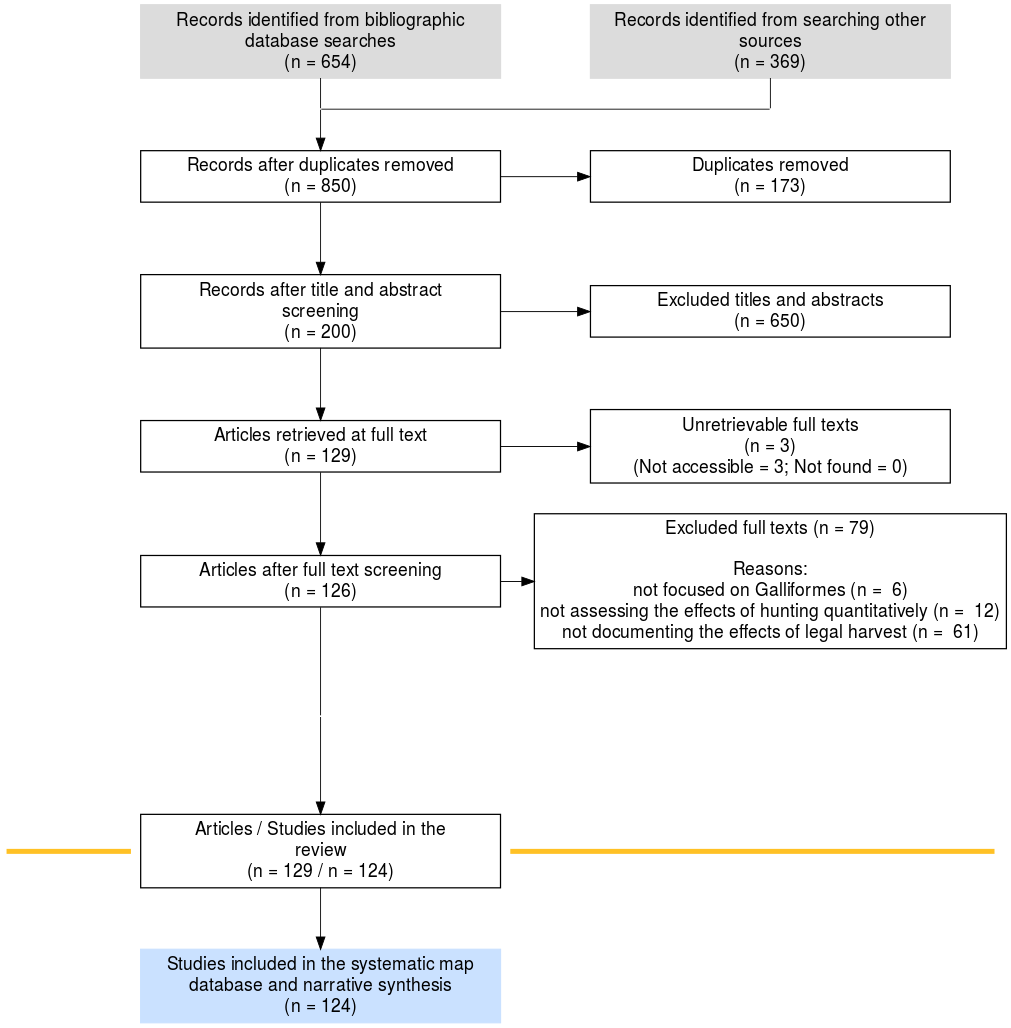 Records identified from bibliographic
database searches
(n = 654)
Records identified from searching other
sources
(n = 369)
Records after duplicates removed
(n = 850)
Duplicates removed
(n = 173)
Records after title and abstract
screening
(n = 200)
Excluded titles and abstracts
(n = 650)
Articles retrieved at full text
(n = 129)
Unretrievable full texts
(n = 3)
(Not accessible = 3; Not found = 0)
Articles after full text screening
(n = 126)
Excluded full texts (n = 79)
Reasons:
not focused on Galliformes (n =  6)
not assessing the effects of hunting quantitatively (n =  12)
not documenting the effects of legal harvest (n =  61)
Articles / Studies included in the
review
(n = 129 / n = 124)
Studies included in the systematic map
database and narrative synthesis
(n = 124)